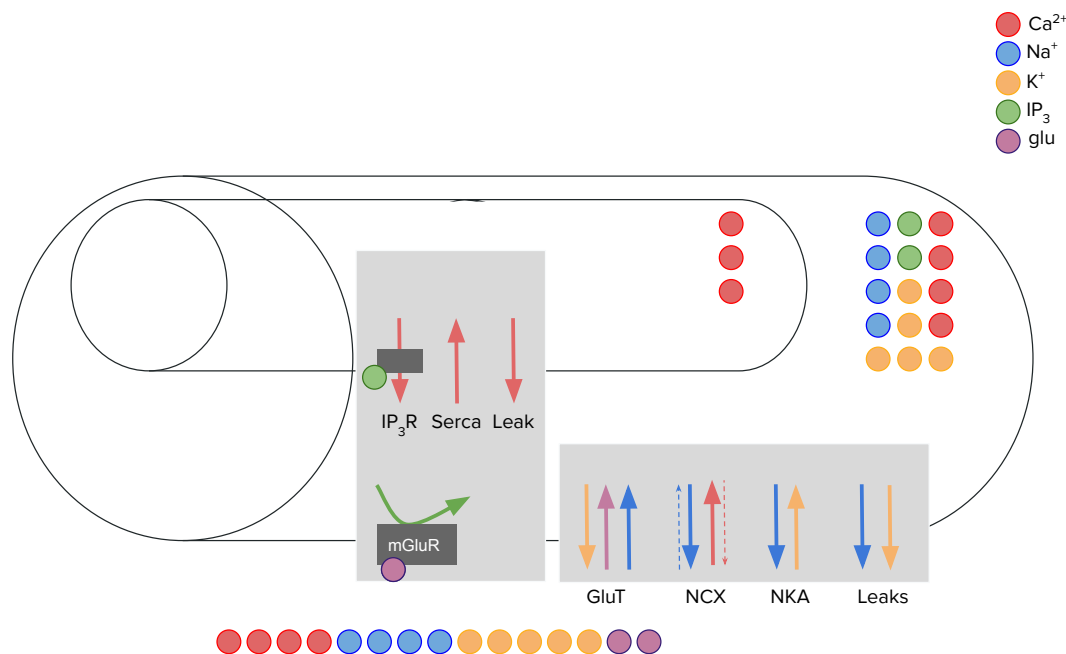 Ca²⁺
Na⁺
K⁺
IP₃
glu
IP₃R Serca Leak
mGluR
GluT NCX NKA Leaks